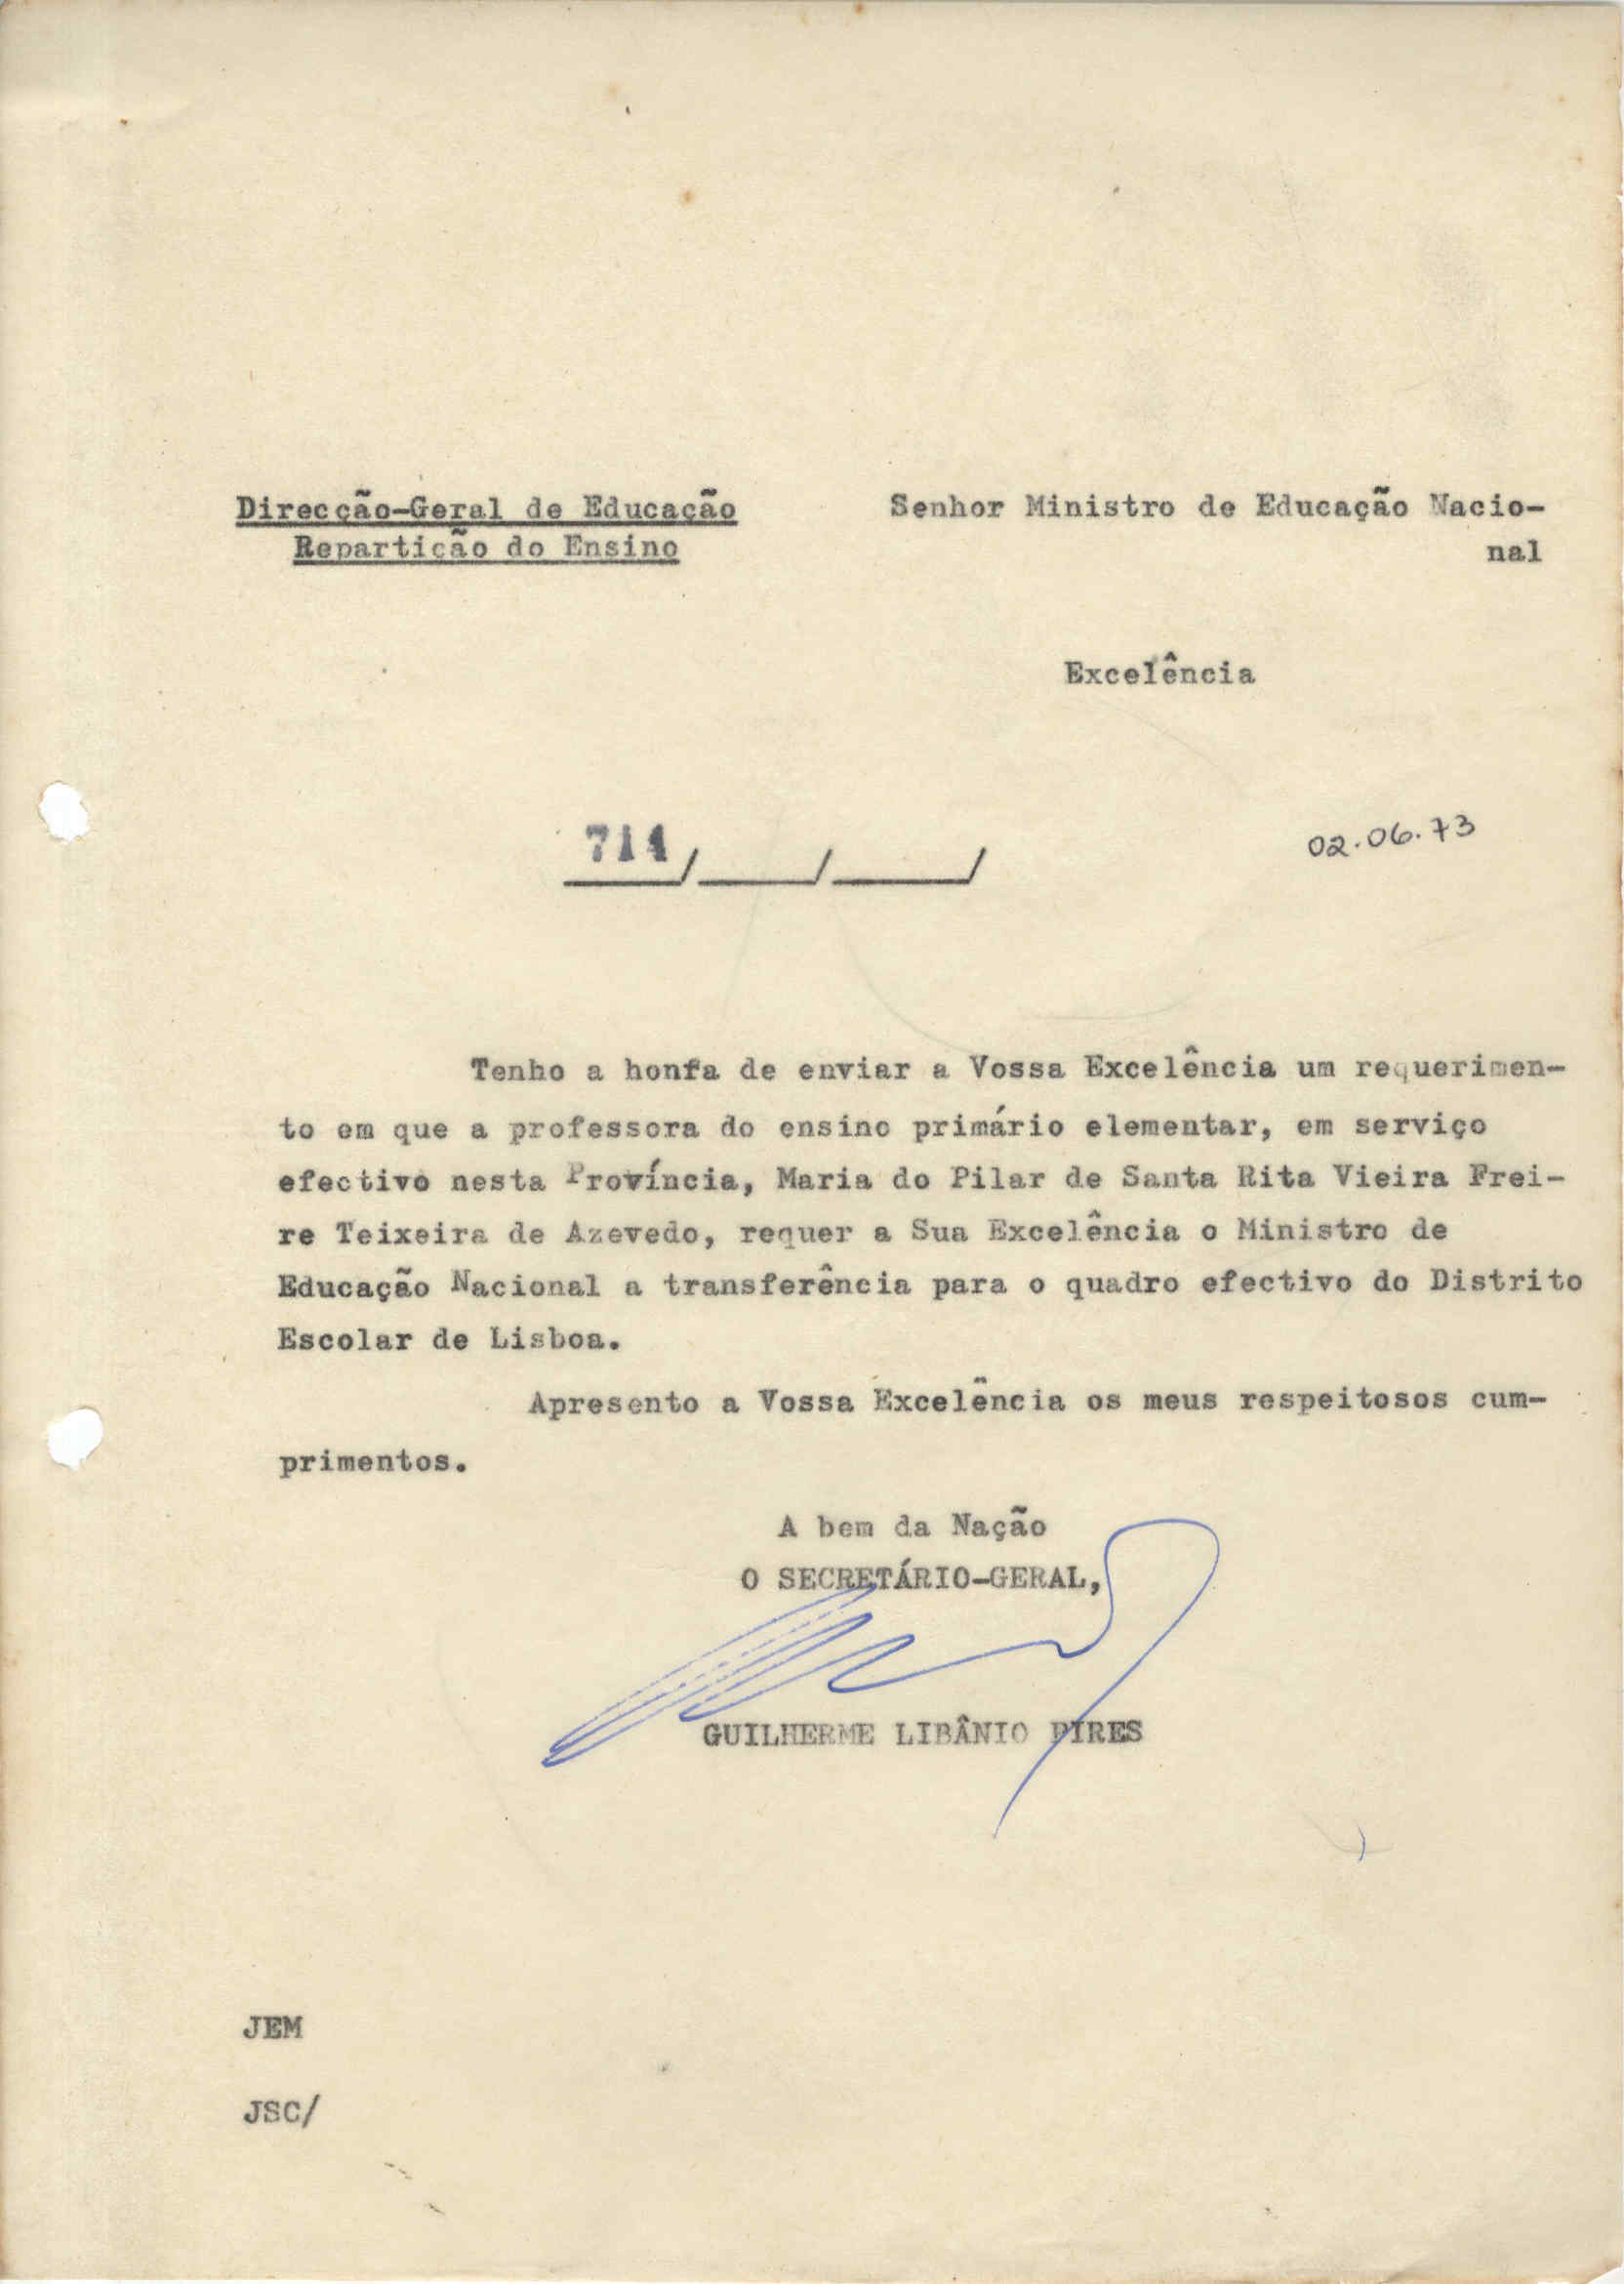 Direcção-Geral de Educação
Repartição do Ensino
Senhor Ministro de Educação Nacio-
nal
Excelência
714/___/___/
02.06.73
Tenho a honra de enviar a Vossa Excelência um requerimen-
to em que a professora do ensino primário elementar, em serviço
efectivo nesta Província, Maria do Pilar de Santa Rita Vieira Frei-
re Teixeira de Azevedo, requer a Sua Excelência o Ministro de
Educação Nacional a transferência para o quadro efectivo do Distrito
Escolar de Lisboa.
Apresento a Vossa Excelência os meus respeitosos cum-
primentos.
A bem da Nação
O SECRETÁRIO-GERAL,
GUILHERME LIBÂNIO PIRES
JEM
JSC/